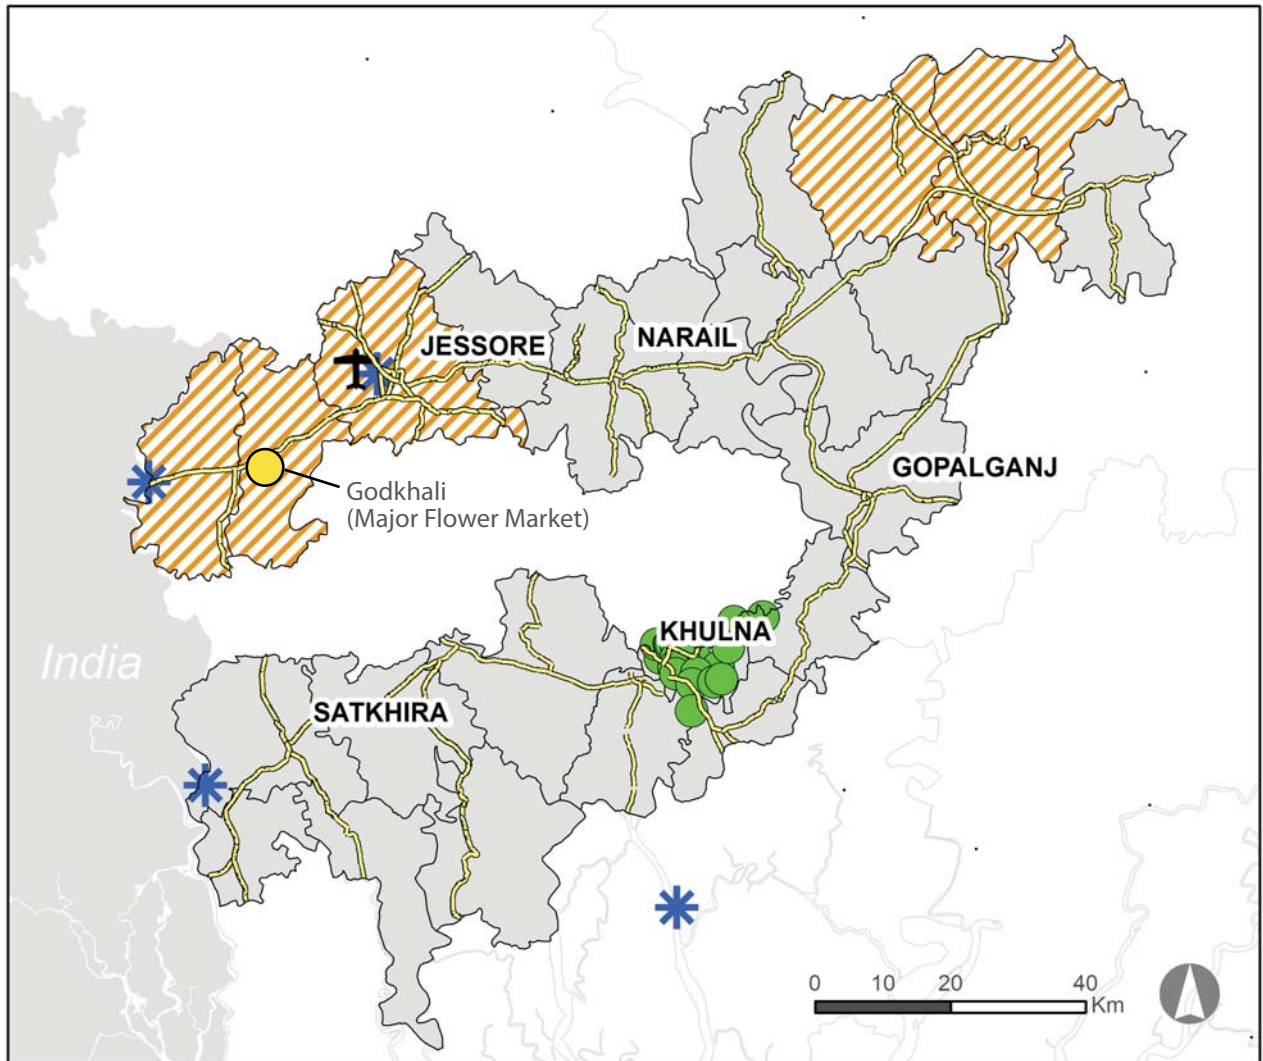 JESSORE
NARAIL
GOPALGANJ
Godkhali
(Major Flower Market)
KHULNA
India
SATKHIRA
0 10 20 40
Km